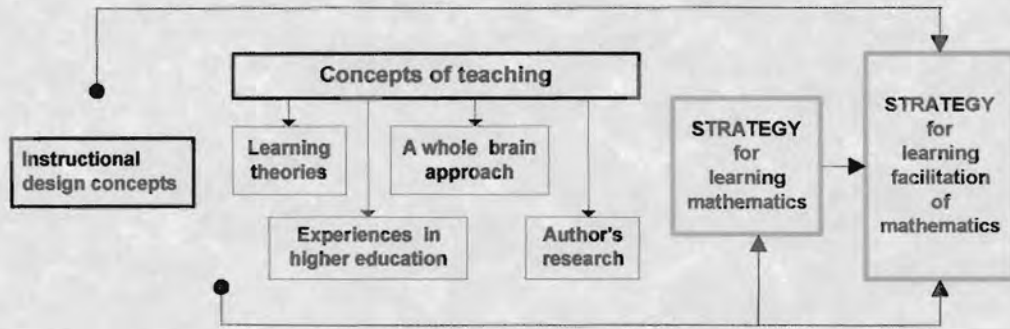 Concepts of teaching
Instructional
design concepts
Learning
theories
A whole brain
approach
Experiences in
higher education
Author's
research
STRATEGY
for
learning
mathematics
STRATEGY
for
learning
facilitation
of
mathematics